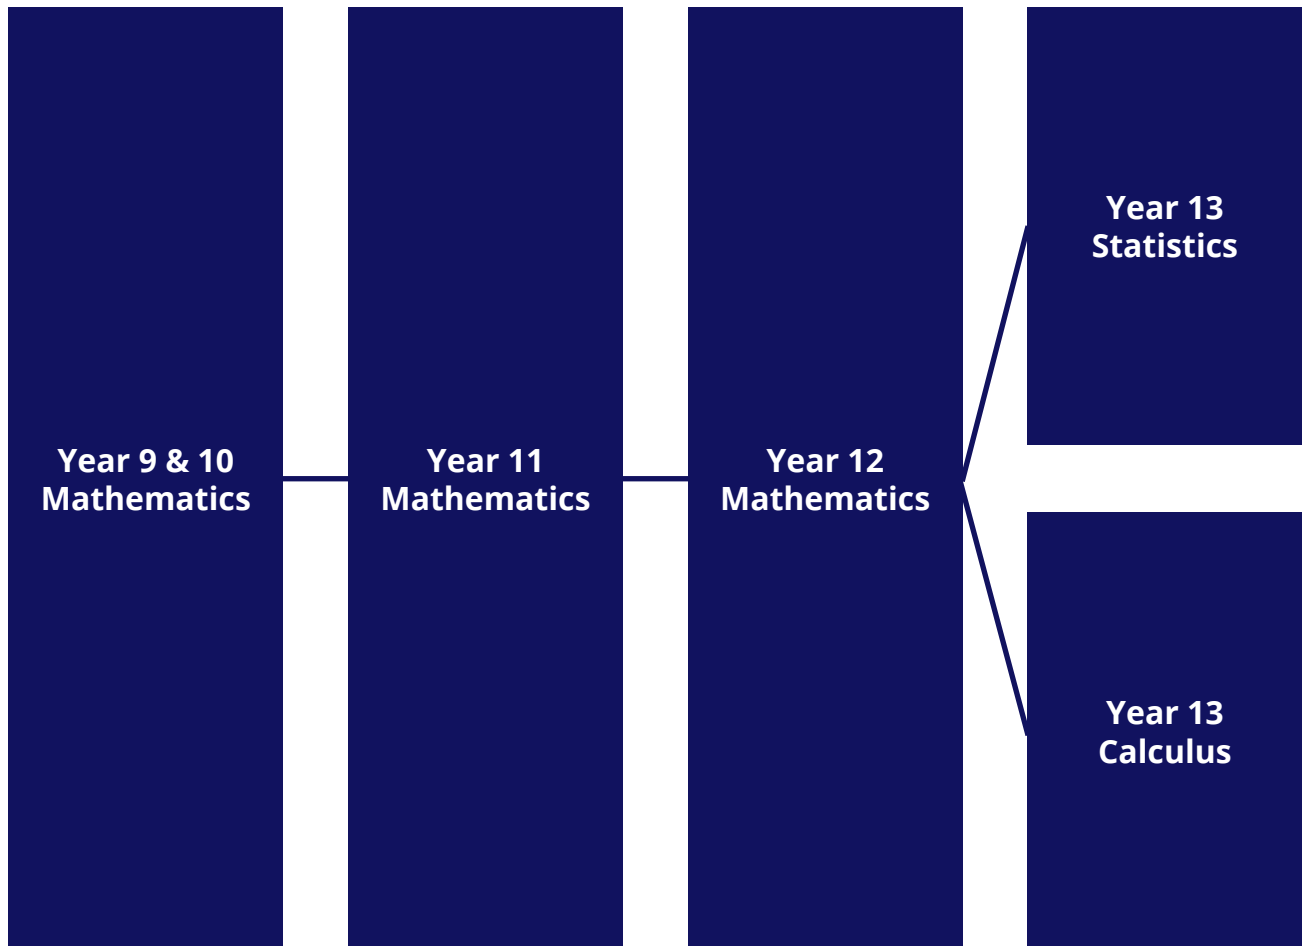 Year 9 & 10
Mathematics
Year 11
Mathematics
Year 12
Mathematics
Year 13
Statistics
Year 13
Calculus